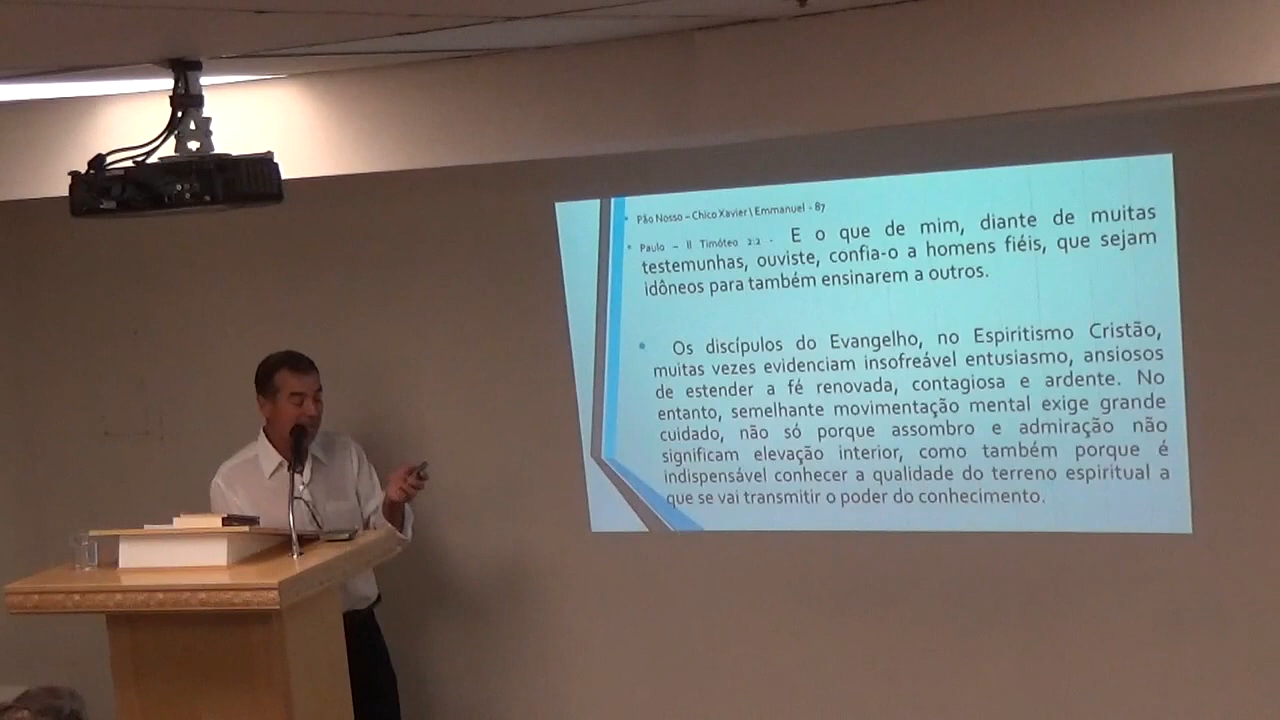 Pão Nosso – Chico Xavier \ Emmanuel - 87
Paulo – II Timóteo 2:2 - E o que de mim, diante de muitas
testemunhas, ouviste, confia-o a homens fiéis, que sejam
idôneos para também ensinarem a outros.
Os discípulos do Evangelho, no Espiritismo Cristão,
muitas vezes evidenciam insofreável entusiasmo, ansiosos
de estender a fé renovada, contagiosa e ardente. No
entanto, semelhante movimentação mental exige grande
cuidado, não só porque assombro e admiração não
significam elevação interior, como também porque é
indispensável conhecer a qualidade do terreno espiritual a
que se vai transmitir o poder do conhecimento.